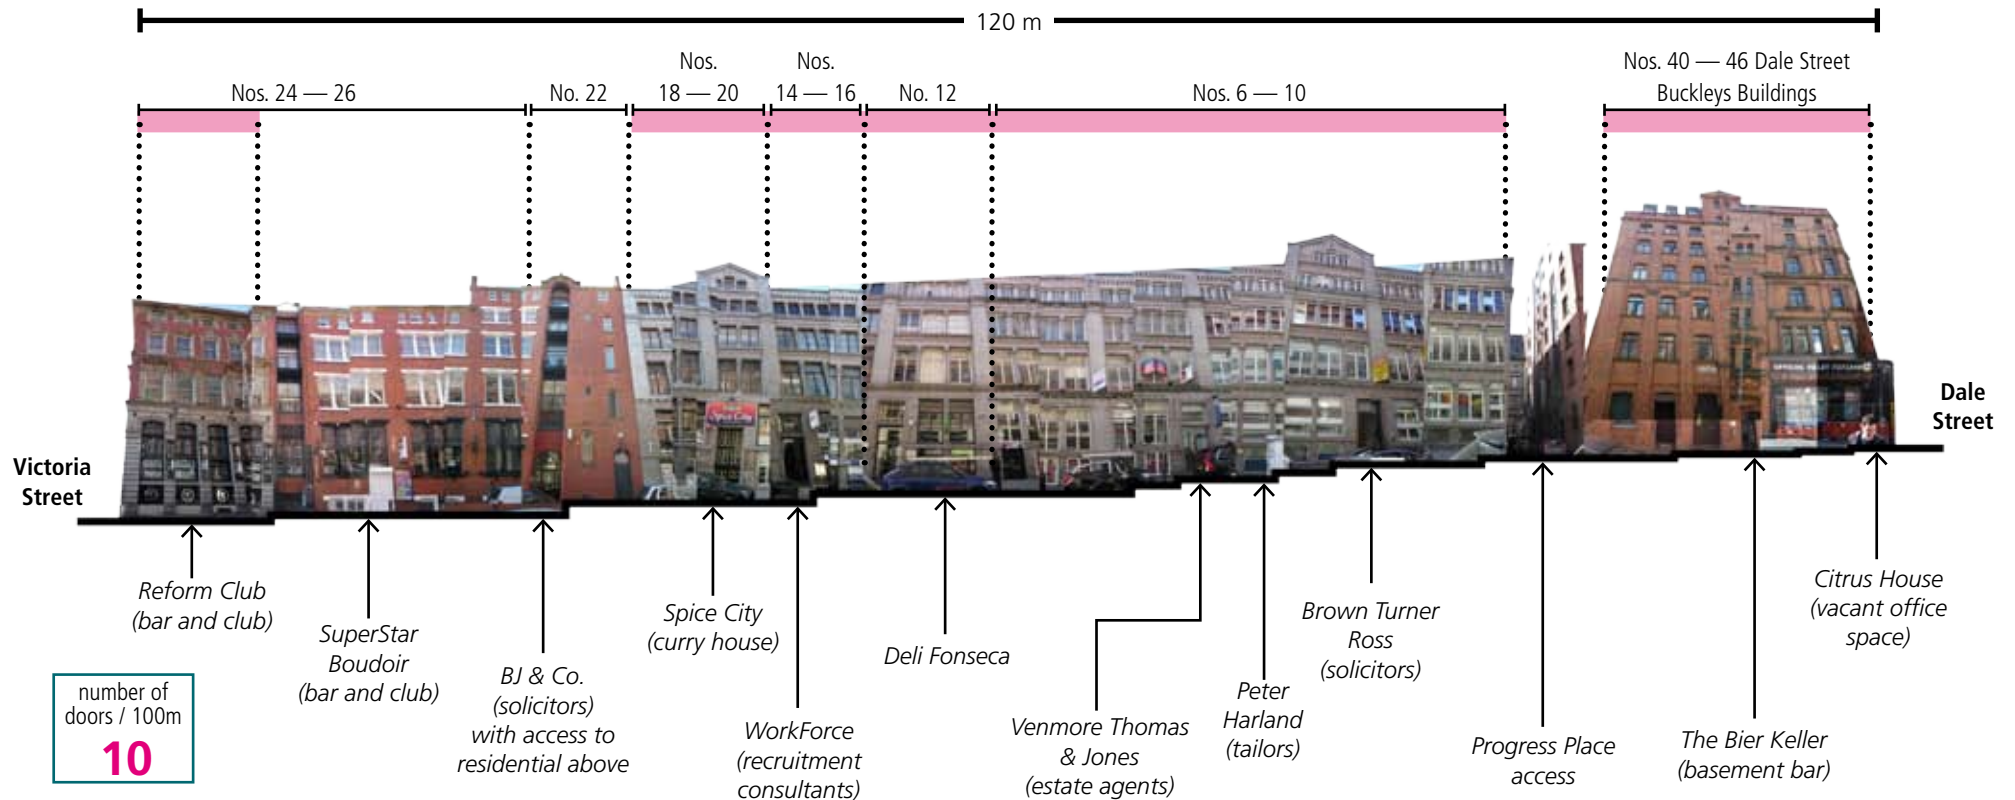 120 m
Nos. 24 — 26
No. 22
Nos.
18 — 20
Nos.
14 — 16
No. 12
Nos. 6 — 10
Nos. 40 — 46 Dale Street
Buckleys Buildings
Victoria
Street
Dale
Street
Reform Club
(bar and club)
SuperStar
Boudoir
(bar and club)
BJ & Co.
(solicitors)
with access to
residential above
Spice City
(curry house)
WorkForce
(recruitment
consultants)
Deli Fonseca
Venmore Thomas
& Jones
(estate agents)
Peter
Harland
(tailors)
Brown Turner
Ross
(solicitors)
Progress Place
access
The Bier Keller
(basement bar)
Citrus House
(vacant office
space)
number of
doors / 100m
10